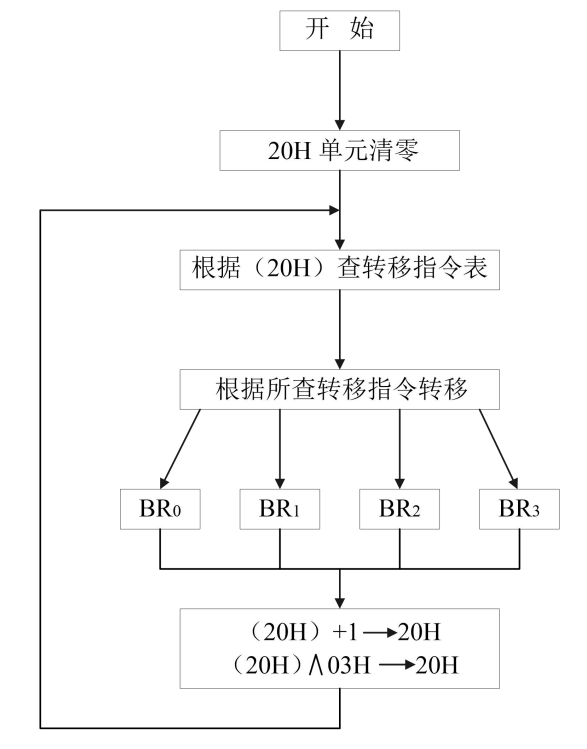 开 始
20H 单元清零
根据（20H）查转移指令表
根据所查转移指令转移
BR0 BR1 BR2 BR3
（20H）+1→20H
（20H）⋀03H→20H